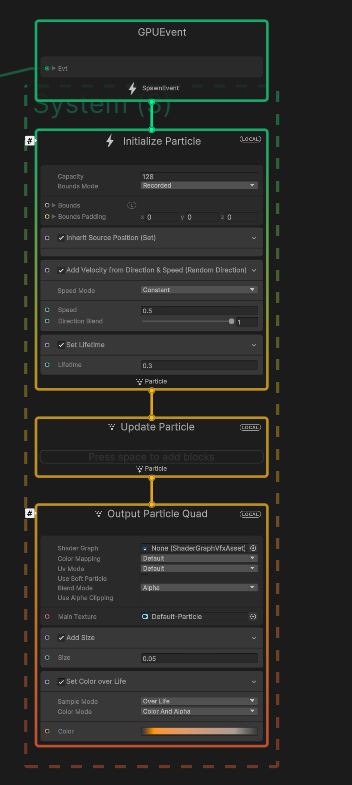 GPUEvent
Evt
SpawnEvent
System (3)
# Initialize Particle LOCAL
Capacity 128
Bounds Mode Recorded
Bounds L
Bounds Padding x 0 y 0 z 0
Inherit Source Position (Set)
Add Velocity from Direction & Speed (Random Direction)
Speed Mode Constant
Speed 0.5
Direction Blend 1
Set Lifetime
Lifetime 0.3
Particle
Update Particle LOCAL
Press space to add blocks
Particle
# Output Particle Quad LOCAL
Shader Graph None (ShaderGraphVfxAsset)
Color Mapping Default
Uv Mode Default
Use Soft Particle
Blend Mode Alpha
Use Alpha Clipping
Main Texture Default-Particle
Add Size
Size 0.05
Set Color over Life
Sample Mode Over Life
Color Mode Color And Alpha
Color